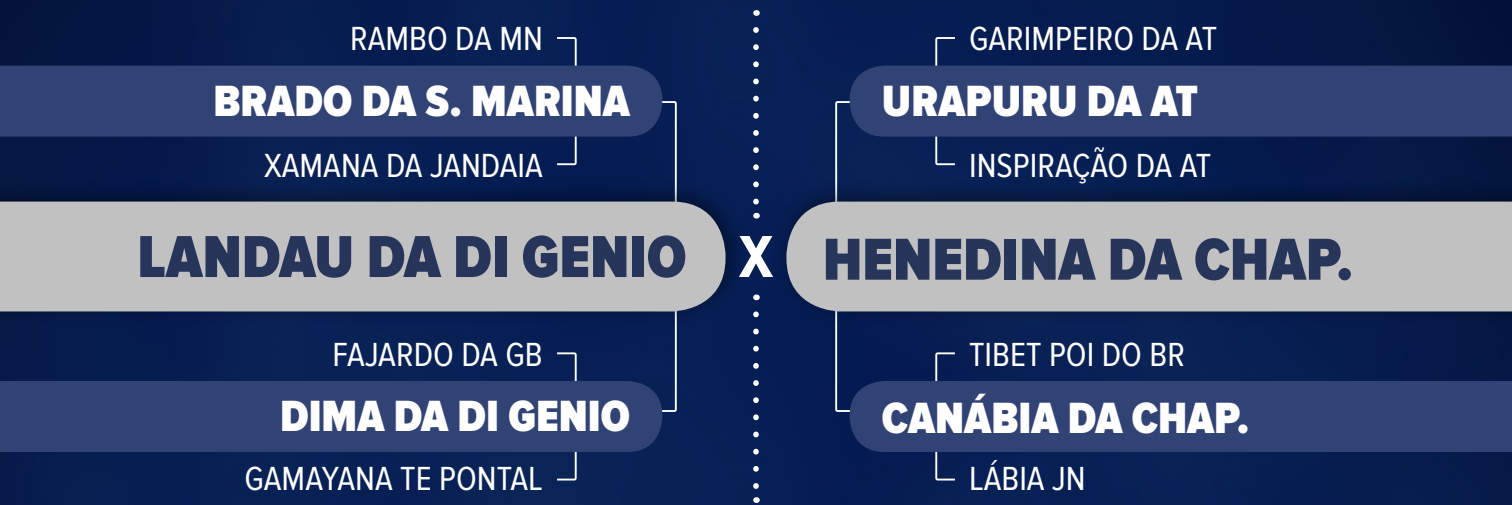 RAMBO DA MN
BRADO DA S. MARINA
XAMANA DA JANDAIA
LANDAU DA DI GENIO
FAJARDO DA GB
DIMA DA DI GENIO
GAMAYANA TE PONTAL
X
GARIMPEIRO DA AT
URAPURU DA AT
INSPIRAÇÃO DA AT
HENEDINA DA CHAP.
TIBET POI DO BR
CANÁBIA DA CHAP.
LÁBIA JN